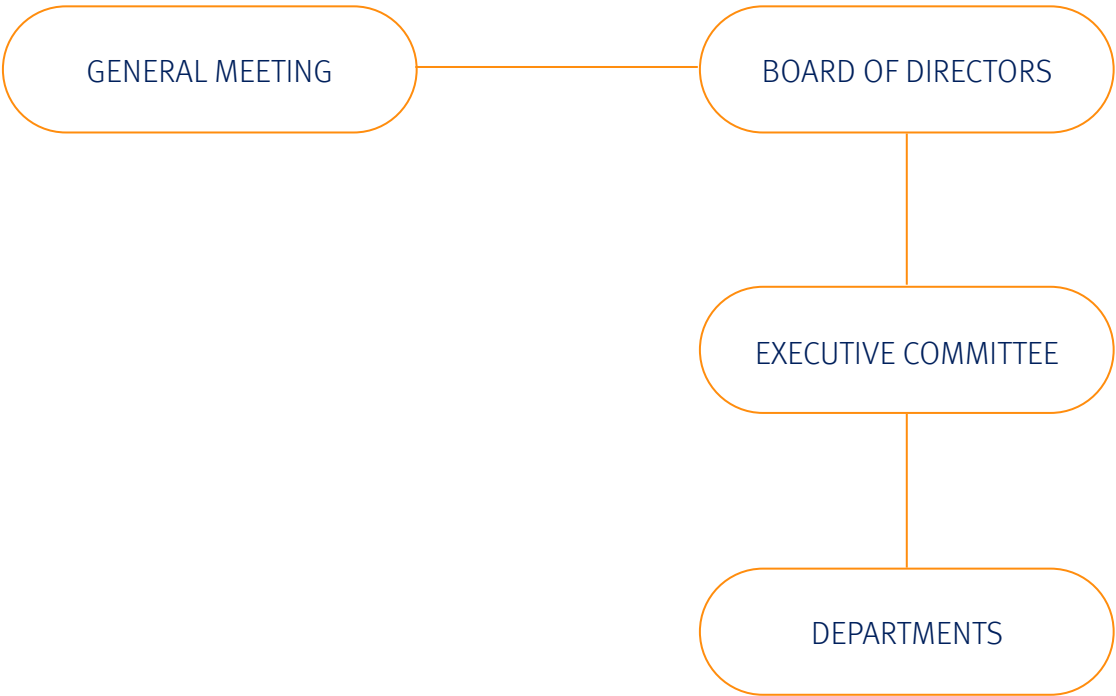 GENERAL MEETING
BOARD OF DIRECTORS
EXECUTIVE COMMITTEE
DEPARTMENTS